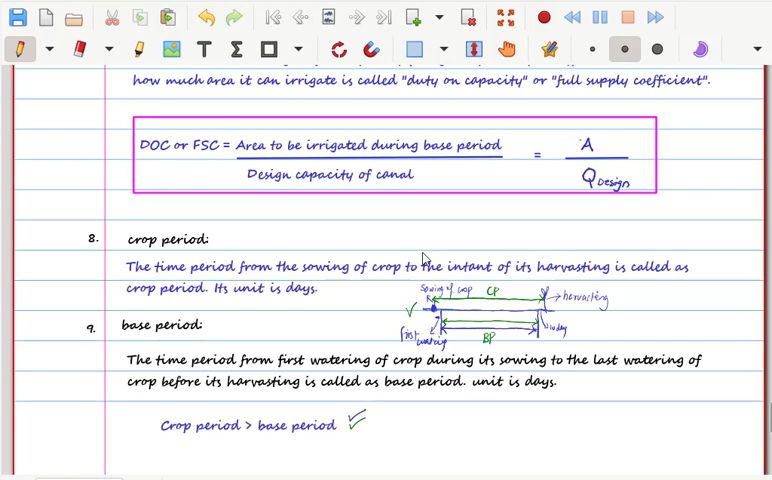 how much area it can irrigate is called "duty on capacity" or "full supply coefficient".
DOC or FSC = Area to be irrigated during base period
Design capacity of canal
= A
Q Design
8. crop period:
The time period from the sowing of crop to the intant of its harvasting is called as
crop period. Its unit is days.
sowing of crop CP harvasting
9. base period:
first watering BP 10 day
The time period from first watering of crop during its sowing to the last watering of
crop before its harvasting is called as base period. unit is days.
Crop period > base period